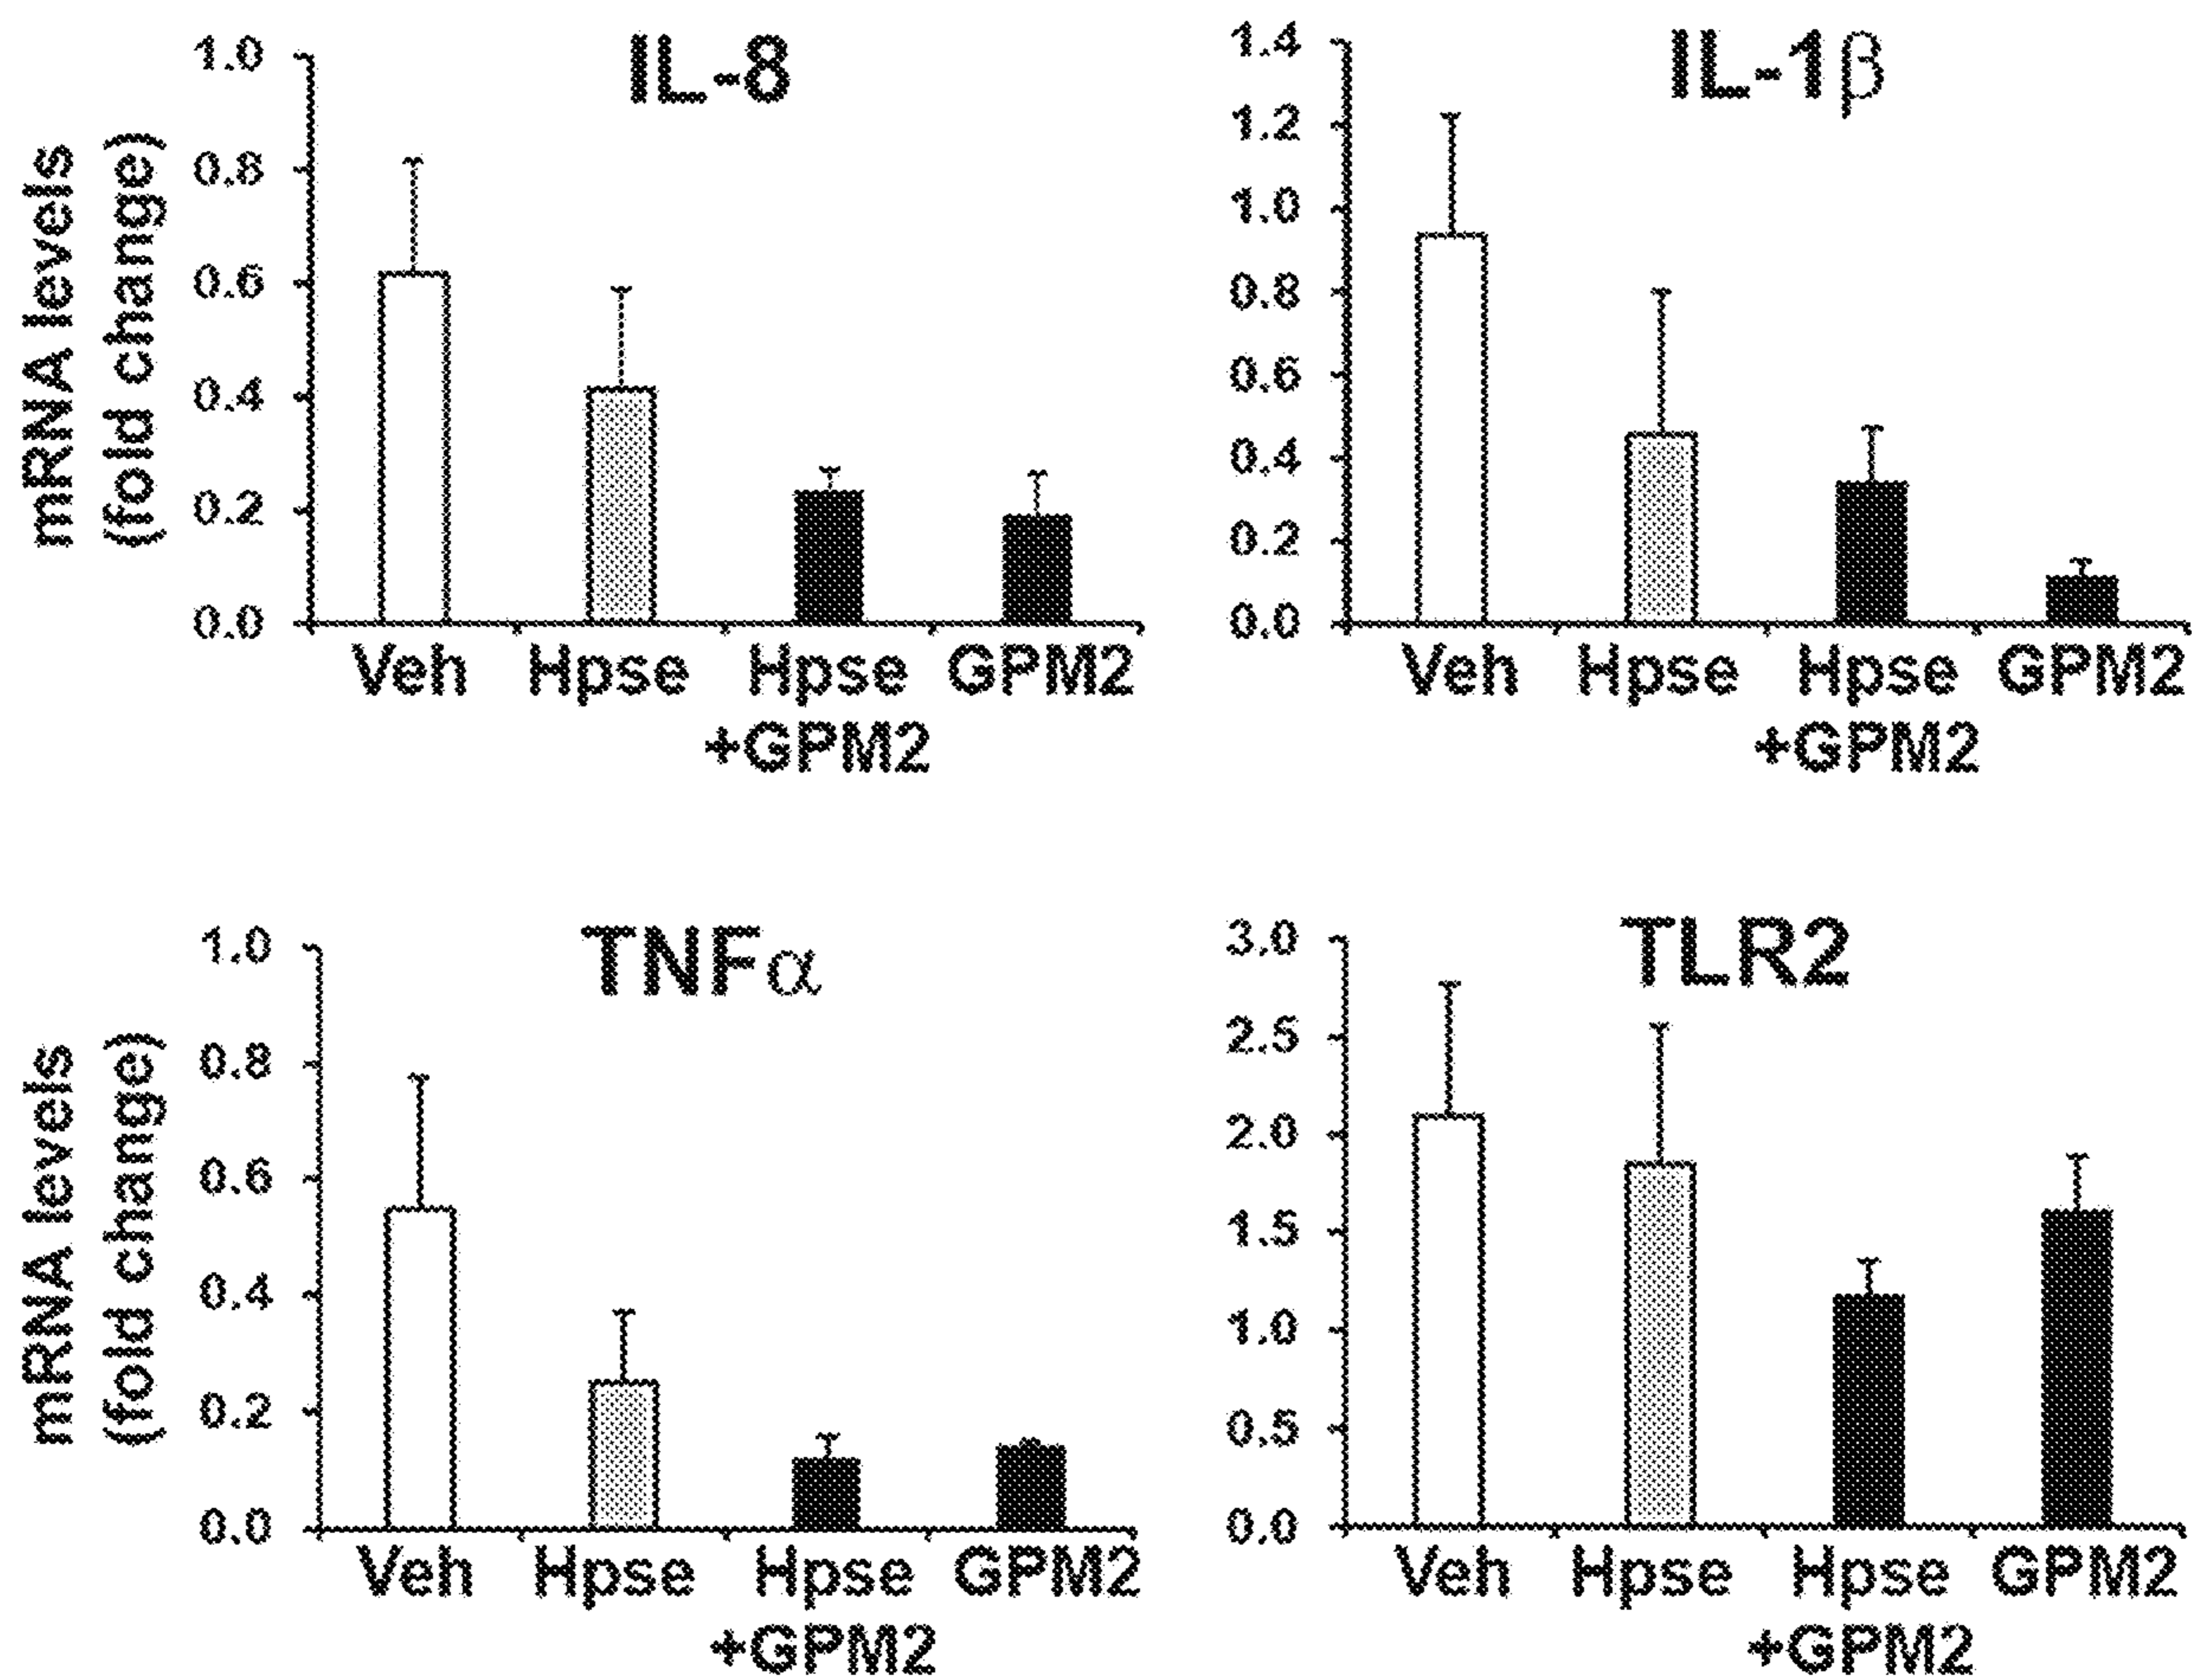 IL-8
mRNA levels
(fold change)
1.0
0.8
0.6
0.4
0.2
0.0
Veh Hpse Hpse GPM2
+GPM2
IL-1β
1.4
1.2
1.0
0.8
0.6
0.4
0.2
0.0
Veh Hpse Hpse GPM2
+GPM2
TNFα
mRNA levels
(fold change)
1.0
0.8
0.6
0.4
0.2
0.0
Veh Hpse Hpse GPM2
+GPM2
TLR2
3.0
2.5
2.0
1.5
1.0
0.5
0.0
Veh Hpse Hpse GPM2
+GPM2